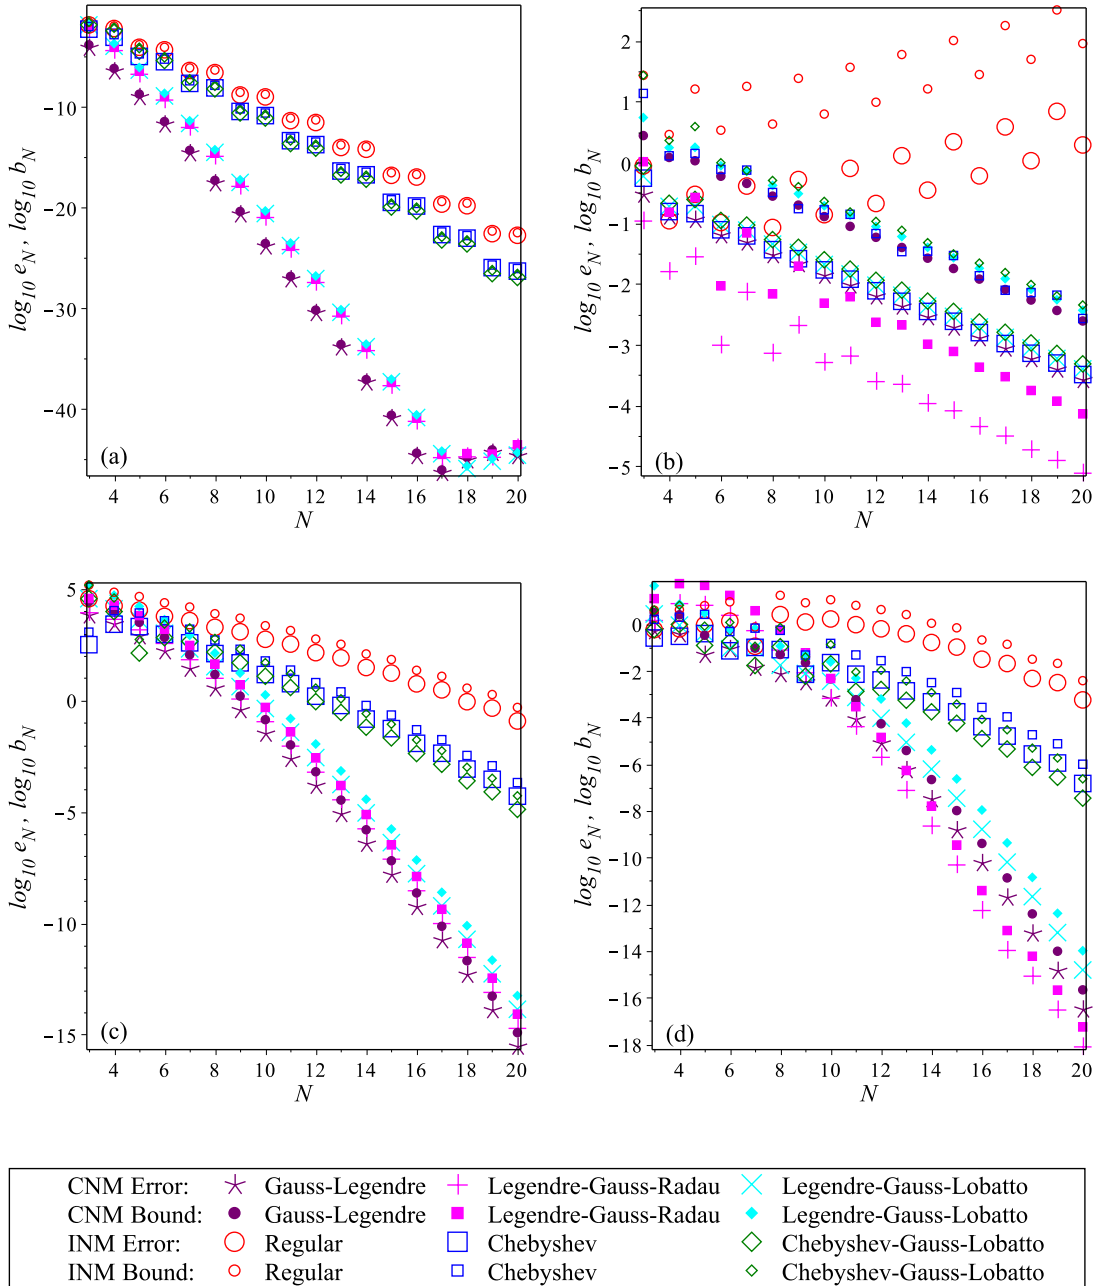 −10
−20
−30
−40
log10 eN, log10 bN
(a)
4 6 8 10 12 14 16 18 20
N
2
1
0
−1
−2
−3
−4
−5
log10 eN, log10 bN
(b)
4 6 8 10 12 14 16 18 20
N
5
0
−5
−10
−15
log10 eN, log10 bN
(c)
4 6 8 10 12 14 16 18 20
N
0
−2
−4
−6
−8
−10
−12
−14
−16
−18
log10 eN, log10 bN
(d)
4 6 8 10 12 14 16 18 20
N
CNM Error: Gauss-Legendre Legendre-Gauss-Radau Legendre-Gauss-Lobatto
CNM Bound: Gauss-Legendre Legendre-Gauss-Radau Legendre-Gauss-Lobatto
INM Error: Regular Chebyshev Chebyshev-Gauss-Lobatto
INM Bound: Regular Chebyshev Chebyshev-Gauss-Lobatto